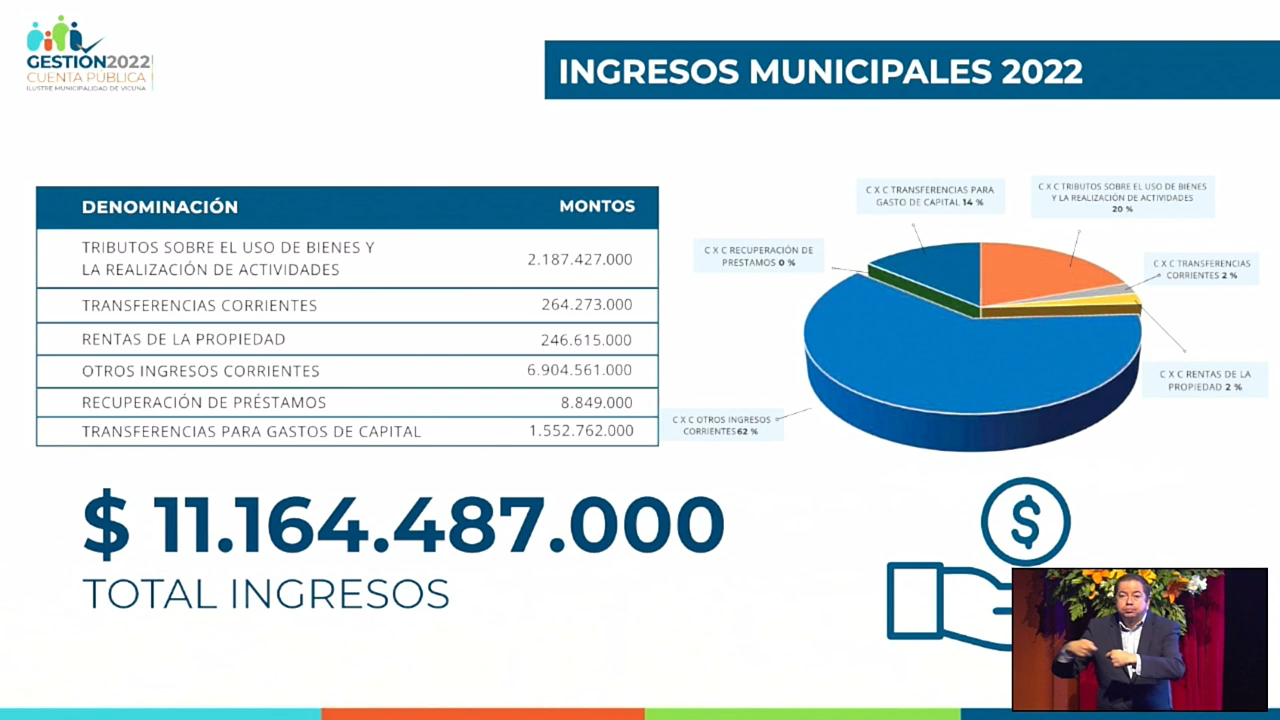 GESTIÓN2022
CUENTA PÚBLICA
ILUSTRE MUNICIPALIDAD DE VICUÑA
INGRESOS MUNICIPALES 2022
DENOMINACIÓN MONTOS
TRIBUTOS SOBRE EL USO DE BIENES Y
LA REALIZACIÓN DE ACTIVIDADES 2.187.427.000
TRANSFERENCIAS CORRIENTES 264.273.000
RENTAS DE LA PROPIEDAD 246.615.000
OTROS INGRESOS CORRIENTES 6.904.561.000
RECUPERACIÓN DE PRÉSTAMOS 8.849.000
TRANSFERENCIAS PARA GASTOS DE CAPITAL 1.552.762.000
C X C TRANSFERENCIAS PARA
GASTO DE CAPITAL 14 %
C X C TRIBUTOS SOBRE EL USO DE BIENES
Y LA REALIZACIÓN DE ACTIVIDADES
20 %
C X C RECUPERACIÓN DE
PRESTAMOS 0 %
C X C TRANSFERENCIAS
CORRIENTES 2 %
C X C RENTAS DE LA
PROPIEDAD 2 %
C X C OTROS INGRESOS
CORRIENTES 62 %
$ 11.164.487.000
TOTAL INGRESOS
$